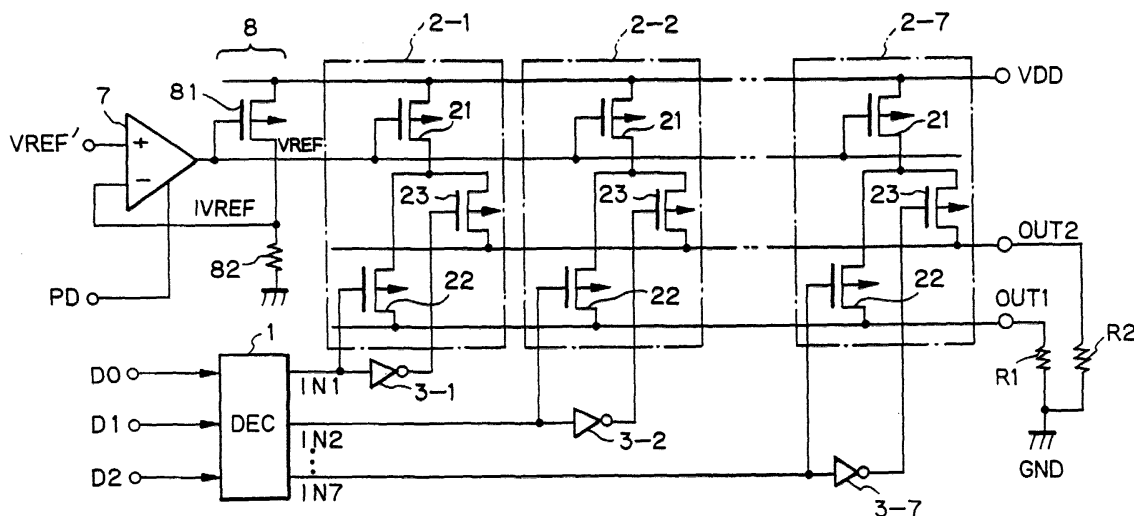 8
2-1
2-2
2-7
VDD
81
7
VREF'
+
−
VREF
21
21
21
23
23
23
IVREF
82
PD
22
22
22
OUT2
OUT1
R1
R2
GND
1
DEC
D0
D1
D2
IN1
IN2
IN7
3-1
3-2
3-7